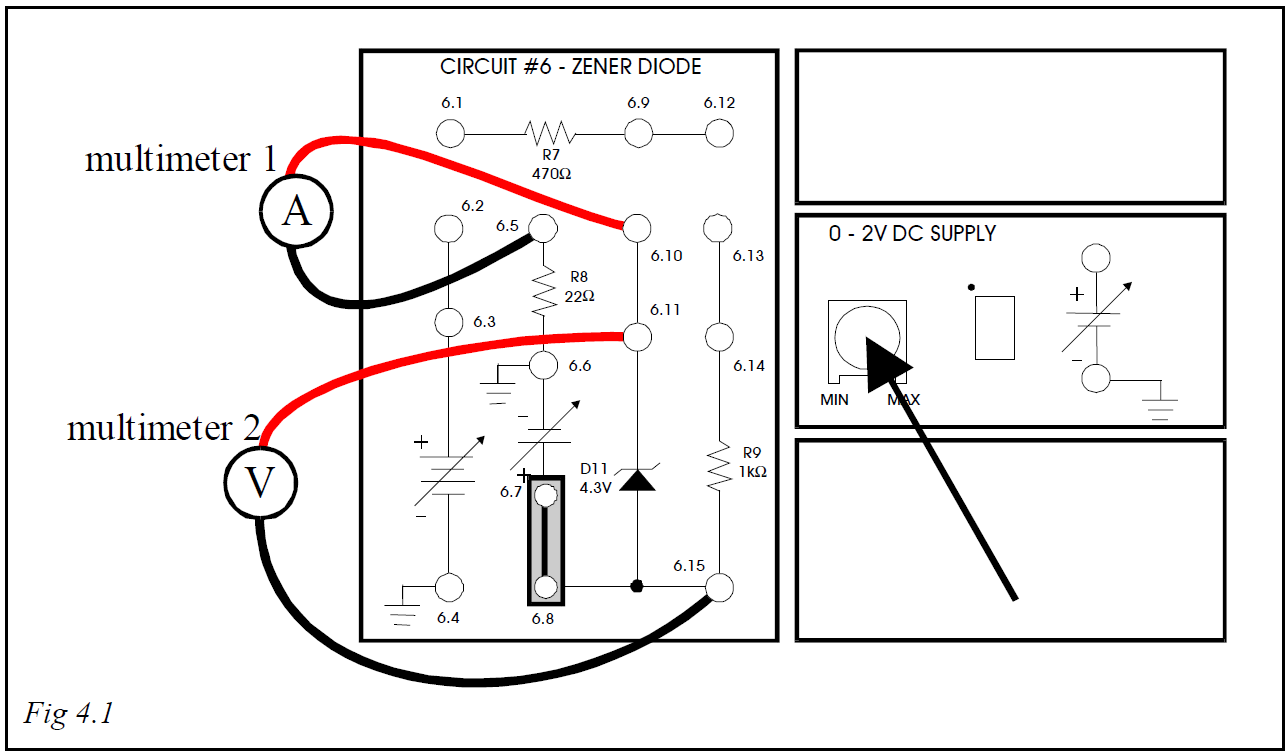 CIRCUIT #6 - ZENER DIODE
6.1
6.9
6.12
R7
470Ω
multimeter 1
A
6.2
6.5
6.10
6.13
R8
22Ω
6.3
6.11
6.6
6.14
multimeter 2
V
+
-
-
+
6.7
D11
4.3V
R9
1kΩ
6.15
6.4
6.8
0 - 2V DC SUPPLY
MIN
MAX
+
-
Fig 4.1